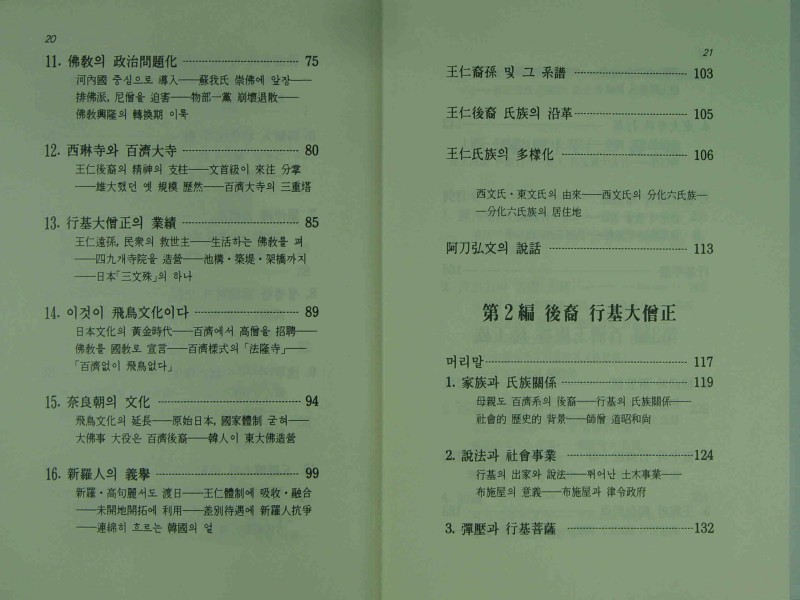 20
11. 佛敎의 政治問題化 75
河內國 중심으로 導入――蘇我氏 崇佛에 앞장――
排佛派, 尼僧을 迫害――物部一黨 崩壞退敗――
佛敎興隆의 轉換期 이룩
12. 西琳寺와 百濟大寺 80
王仁後裔의 精神의 支柱――文首級이 來注 分掌
――雄大했던 옛 規模 歷然――百濟大寺의 三重塔
13. 行基大僧正의 業績 85
王仁遠孫, 民衆의 救世主――生活하는 佛敎를 펴
――四九개寺院을 造營――池構·築堤·架橋까지
――日本「三文殊」의 하나
14. 이것이 飛鳥文化이다 89
日本文化의 黃金時代――百濟에서 高僧을 招聘――
佛敎를 國敎로 宣言――百濟樣式의「法隆寺」――
「百濟없이 飛鳥없다」
15. 奈良朝의 文化 94
飛鳥文化의 延長――原始日本, 國家體制 굳혀――
大佛事 大役은 百濟後裔――韓人이 東大佛造營
16. 新羅人의 義擧 99
新羅·高句麗서도 渡日――王仁體制에 吸收·融合
――未開地開拓에 利用――差別待遇에 新羅人抗爭
――連綿히 흐르는 韓國의 얼
21
王仁裔孫 및 그 系譜 103
王仁後裔 氏族의 沿革 105
王仁氏族의 多樣化 106
西文氏·東文氏의 由來――西文氏의 分化六氏族―
―分化六氏族의 居住地
阿刀弘文의 說話 113
第2編 後裔 行基大僧正
머리말 117
1. 家族과 氏族關係 119
母親도 百濟系의 後裔――行基의 氏族關係――
社會的 歷史的 背景――師僧 道昭和尙
2. 說法과 社會事業 124
行基의 出家와 說法――뛰어난 土木事業――
布施屋의 意義――布施屋과 律令政府
3. 彈壓과 行基菩薩 132